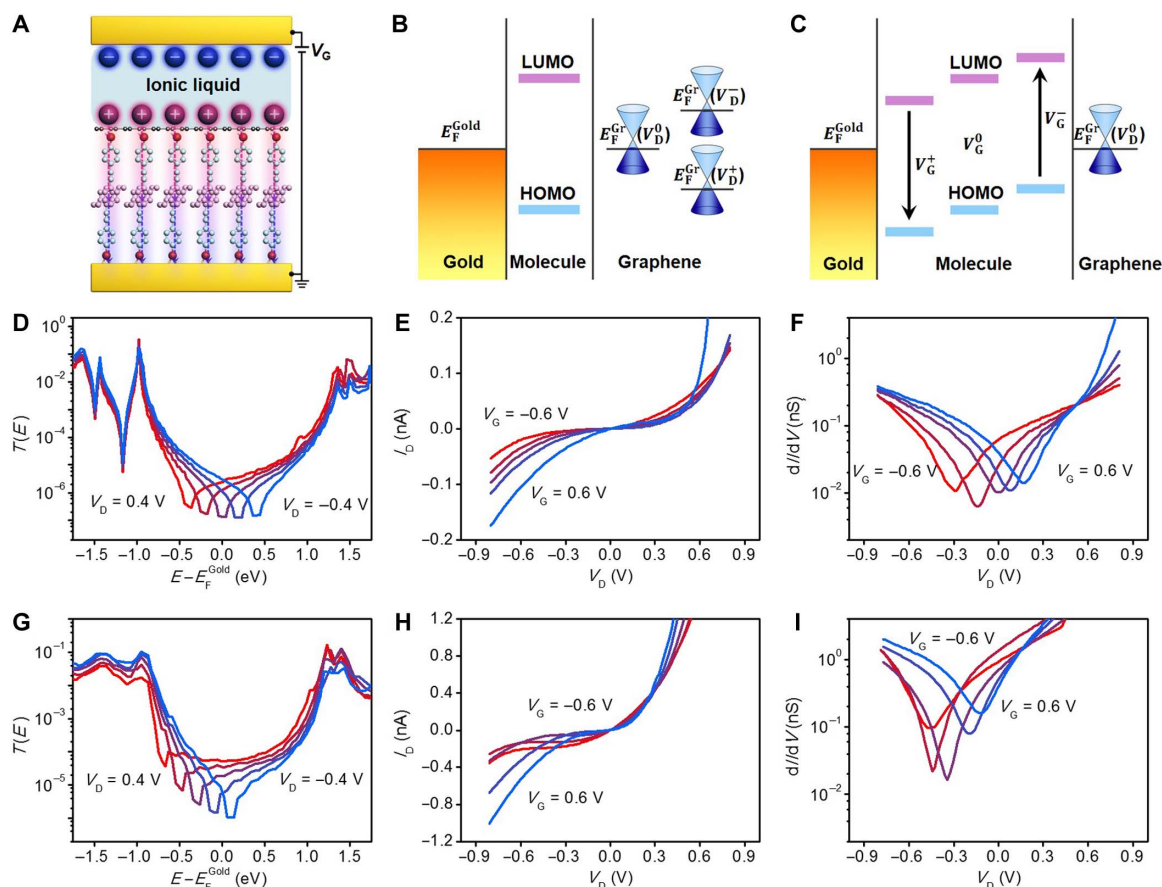 A
V_G
− − − − − −
Ionic liquid
+ + + + + +
B
LUMO
E_F^Gold
E_F^Gr(V_D^0)
E_F^Gr(V_D^−)
E_F^Gr(V_D^+)
HOMO
Gold Molecule Graphene
C
LUMO
E_F^Gold
V_G^+
V_G^0
V_G^−
E_F^Gr(V_D^0)
HOMO
Gold Molecule Graphene
D
T(E)
10^0
10^−2
10^−4
10^−6
V_D = 0.4 V
V_D = −0.4 V
−1.5 −1.0 −0.5 0.0 0.5 1.0 1.5
E−E_F^Gold (eV)
E
I_D (nA)
0.2
0.1
0.0
−0.1
−0.2
V_G = −0.6 V
V_G = 0.6 V
−0.9 −0.6 −0.3 0.0 0.3 0.6 0.9
V_D (V)
F
dI/dV (nS)
10^0
10^−1
10^−2
V_G = −0.6 V
V_G = 0.6 V
−0.9 −0.6 −0.3 0.0 0.3 0.6 0.9
V_D (V)
G
T(E)
10^−1
10^−3
10^−5
V_D = 0.4 V
V_D = −0.4 V
−1.5 −1.0 −0.5 0.0 0.5 1.0 1.5
E−E_F^Gold (eV)
H
I_D (nA)
1.2
0.8
0.4
0.0
−0.4
−0.8
−1.2
V_G = −0.6 V
V_G = 0.6 V
−0.9 −0.6 −0.3 0.0 0.3 0.6 0.9
V_D (V)
I
dI/dV (nS)
10^0
10^−1
10^−2
V_G = −0.6 V
V_G = 0.6 V
−0.9 −0.6 −0.3 0.0 0.3 0.6 0.9
V_D (V)